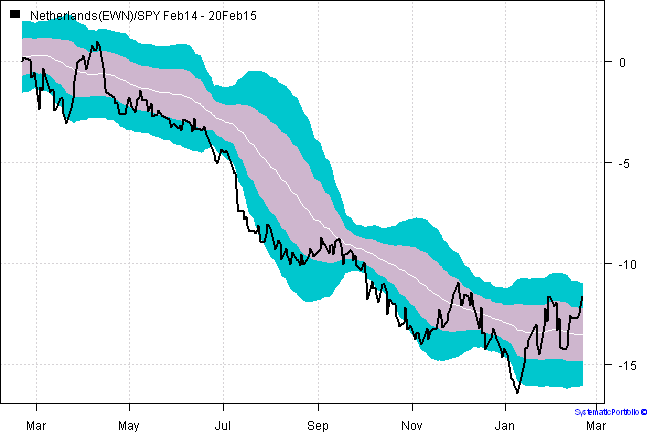 Netherlands(EWN)/SPY Feb14 - 20Feb15
0
-5
-10
-15
Mar May Jul Sep Nov Jan Mar
SystematicPortfolio ©